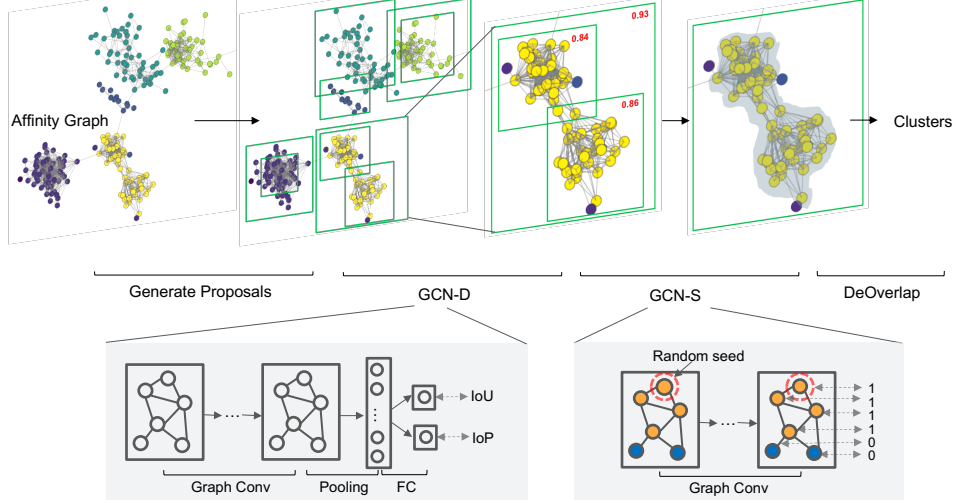 0.93
0.84
0.86
Affinity Graph
Clusters
Generate Proposals
GCN-D
GCN-S
DeOverlap
Random seed
...
...
...
...
IoU
IoP
1
1
1
1
0
0
Graph Conv
Pooling
FC
Graph Conv